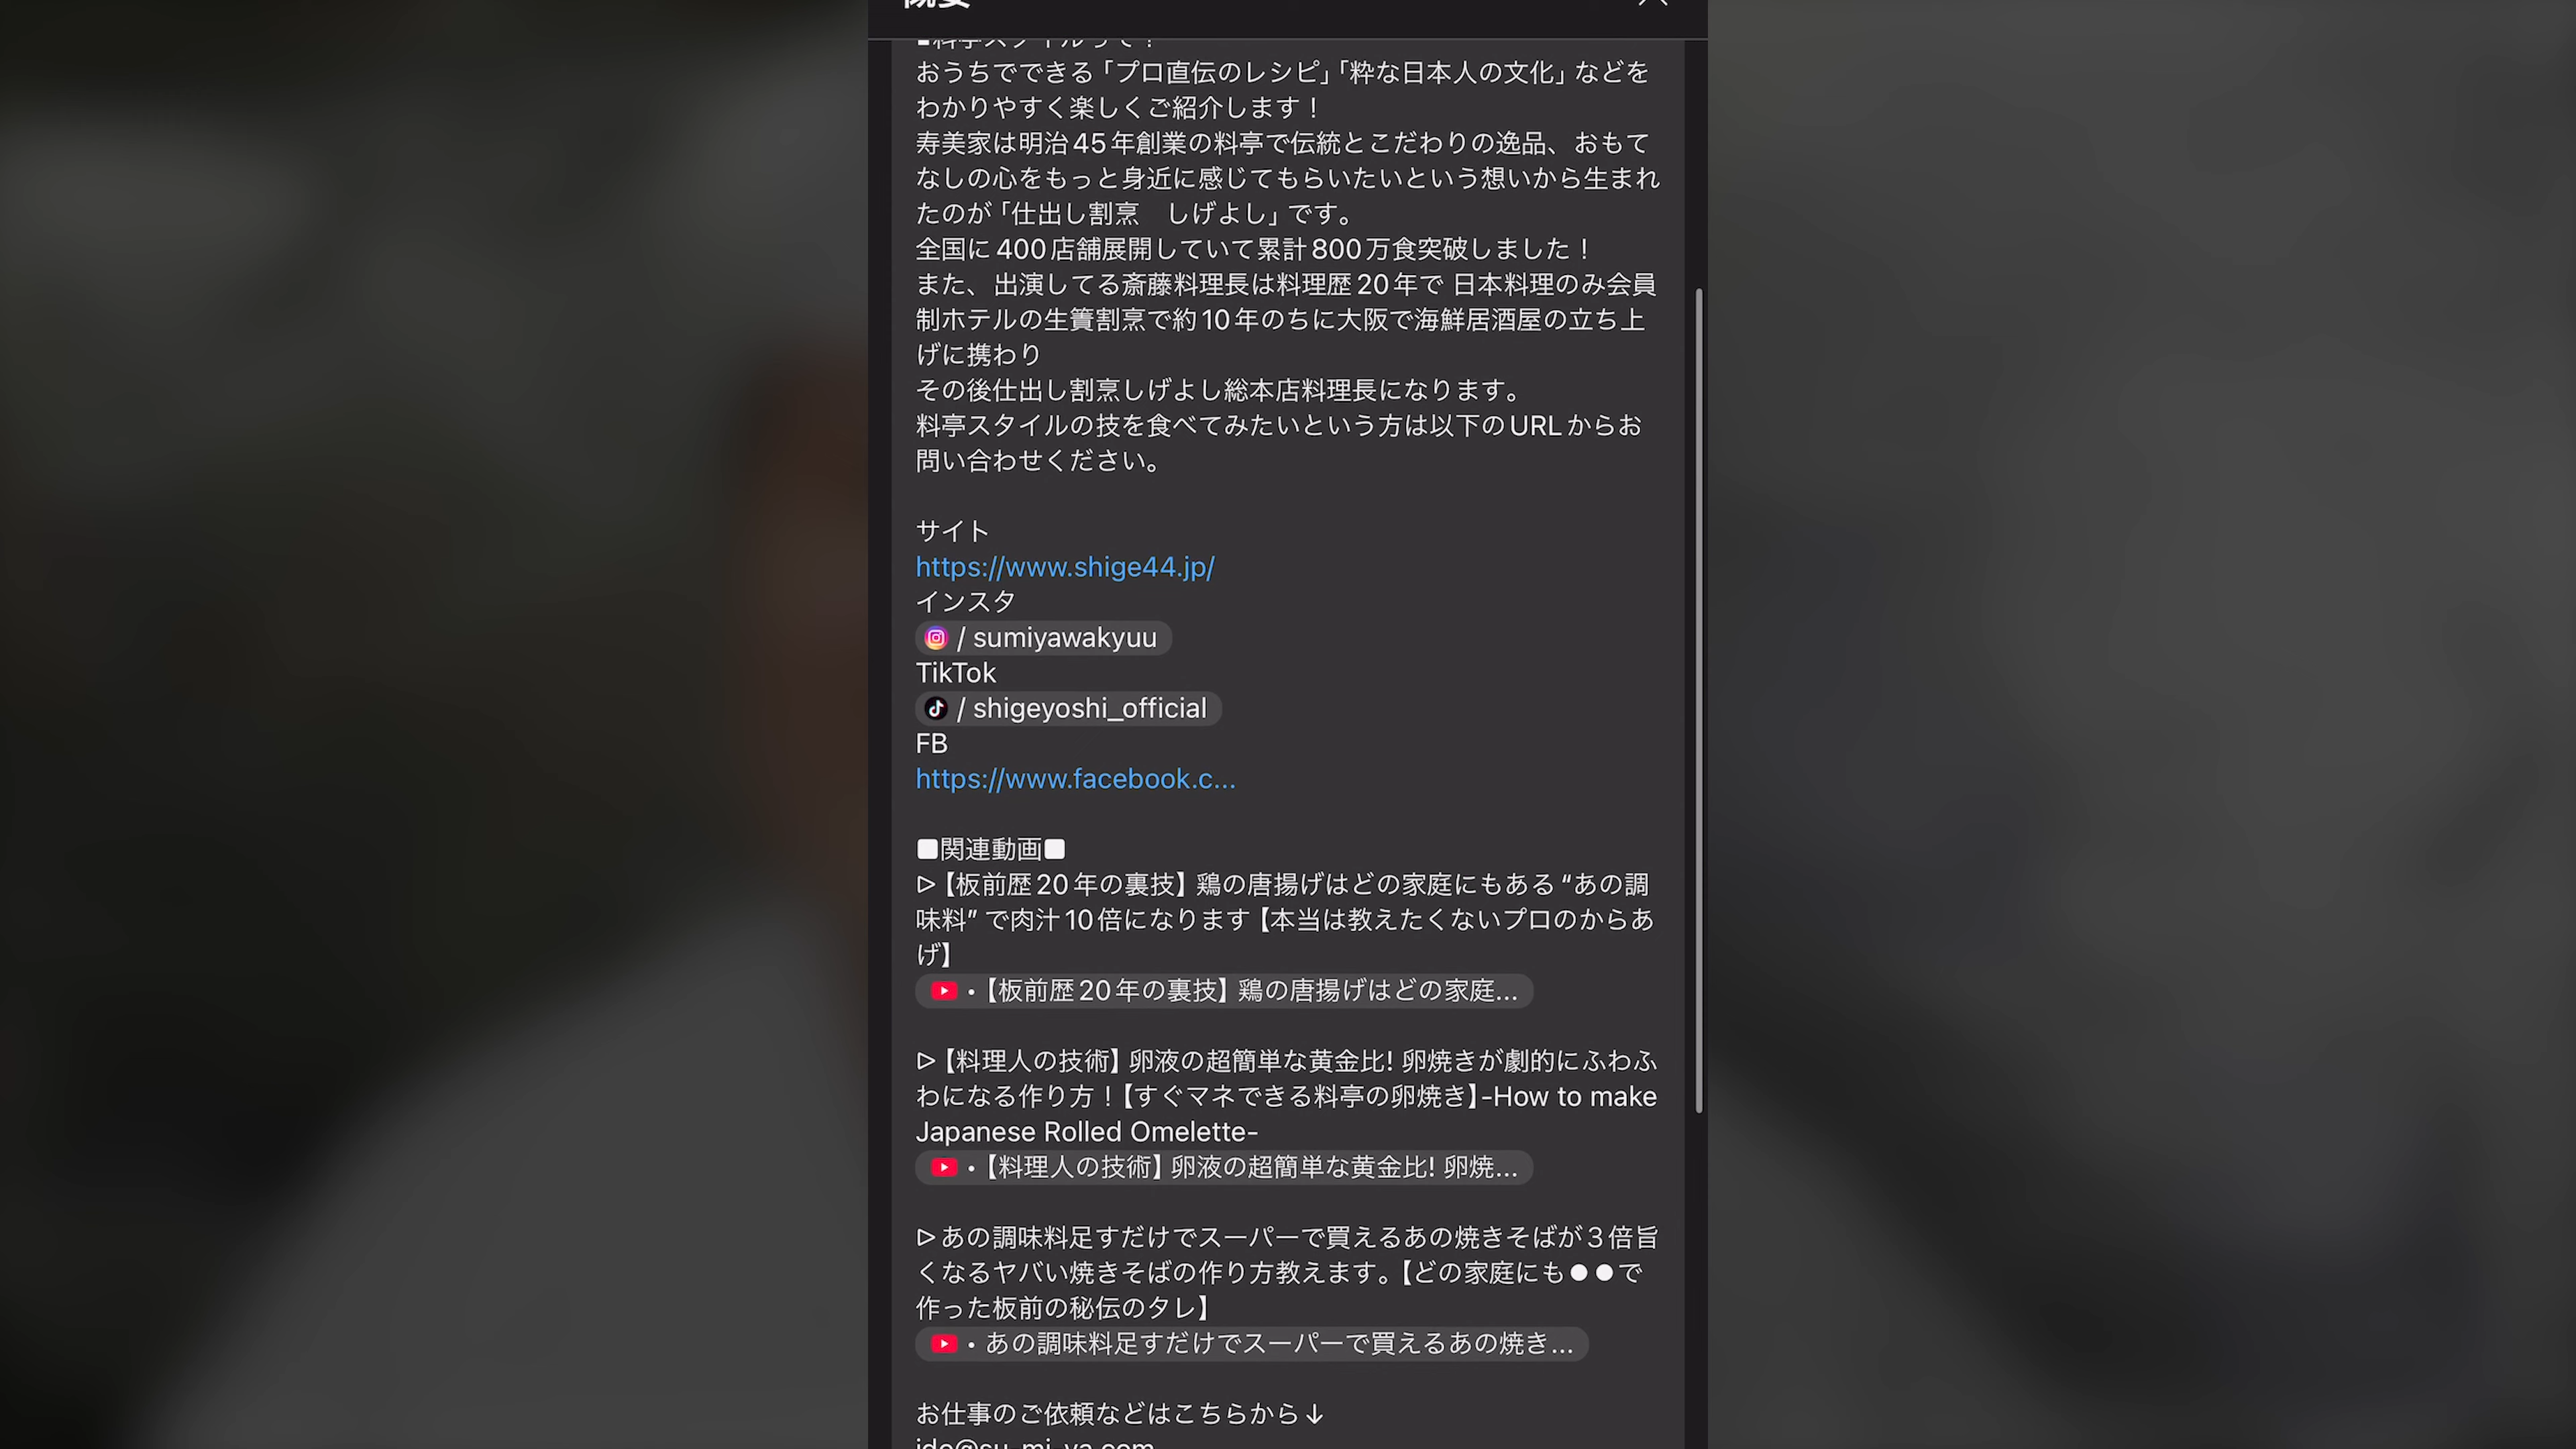 概要
■料亭スタイルって！
おうちでできる「プロ直伝のレシピ」「粋な日本人の文化」などを
わかりやすく楽しくご紹介します！
寿美家は明治45年創業の料亭で伝統とこだわりの逸品、おもて
なしの心をもっと身近に感じてもらいたいという想いから生まれ
たのが「仕出し割烹　しげよし」です。
全国に400店舗展開していて累計800万食突破しました！
また、出演してる斎藤料理長は料理歴20年で 日本料理のみ会員
制ホテルの生簀割烹で約10年のちに大阪で海鮮居酒屋の立ち上
げに携わり
その後仕出し割烹しげよし総本店料理長になります。
料亭スタイルの技を食べてみたいという方は以下のURLからお
問い合わせください。
サイト
https://www.shige44.jp/
インスタ
/ sumiyawakyuu
TikTok
/ shigeyoshi_official
FB
https://www.facebook.c...
■関連動画■
▷【板前歴20年の裏技】鶏の唐揚げはどの家庭にもある“あの調
味料”で肉汁10倍になります【本当は教えたくないプロのからあ
げ】
・【板前歴20年の裏技】鶏の唐揚げはどの家庭...
▷【料理人の技術】卵液の超簡単な黄金比! 卵焼きが劇的にふわふ
わになる作り方！【すぐマネできる料亭の卵焼き】-How to make
Japanese Rolled Omelette-
・【料理人の技術】卵液の超簡単な黄金比! 卵焼...
▷あの調味料足すだけでスーパーで買えるあの焼きそばが３倍旨
くなるヤバい焼きそばの作り方教えます。【どの家庭にも●●で
作った板前の秘伝のタレ】
・あの調味料足すだけでスーパーで買えるあの焼き...
お仕事のご依頼などはこちらから↓